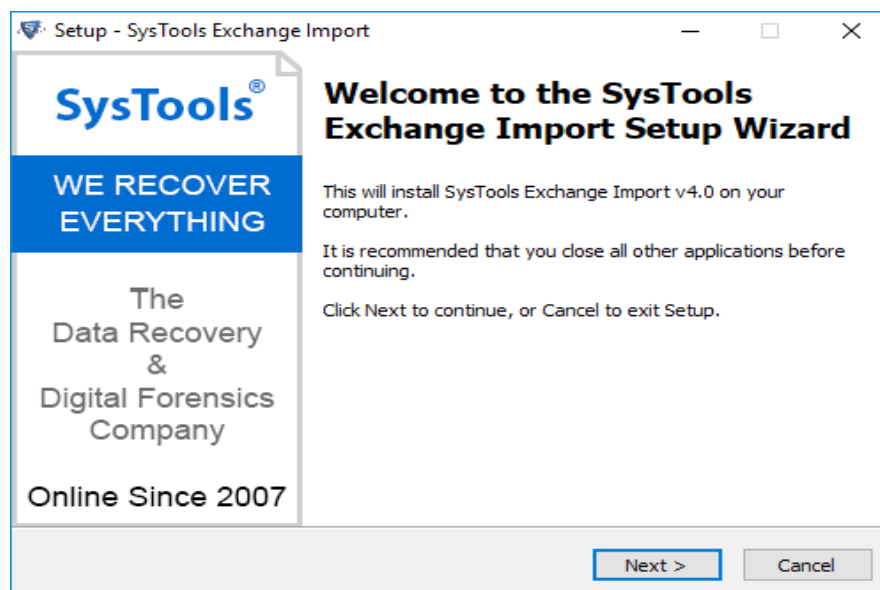 Setup - SysTools Exchange Import
SysTools®
WE RECOVER
EVERYTHING
The
Data Recovery
&
Digital Forensics
Company
Online Since 2007
Welcome to the SysTools
Exchange Import Setup Wizard
This will install SysTools Exchange Import v4.0 on your
computer.
It is recommended that you close all other applications before
continuing.
Click Next to continue, or Cancel to exit Setup.
Next >
Cancel